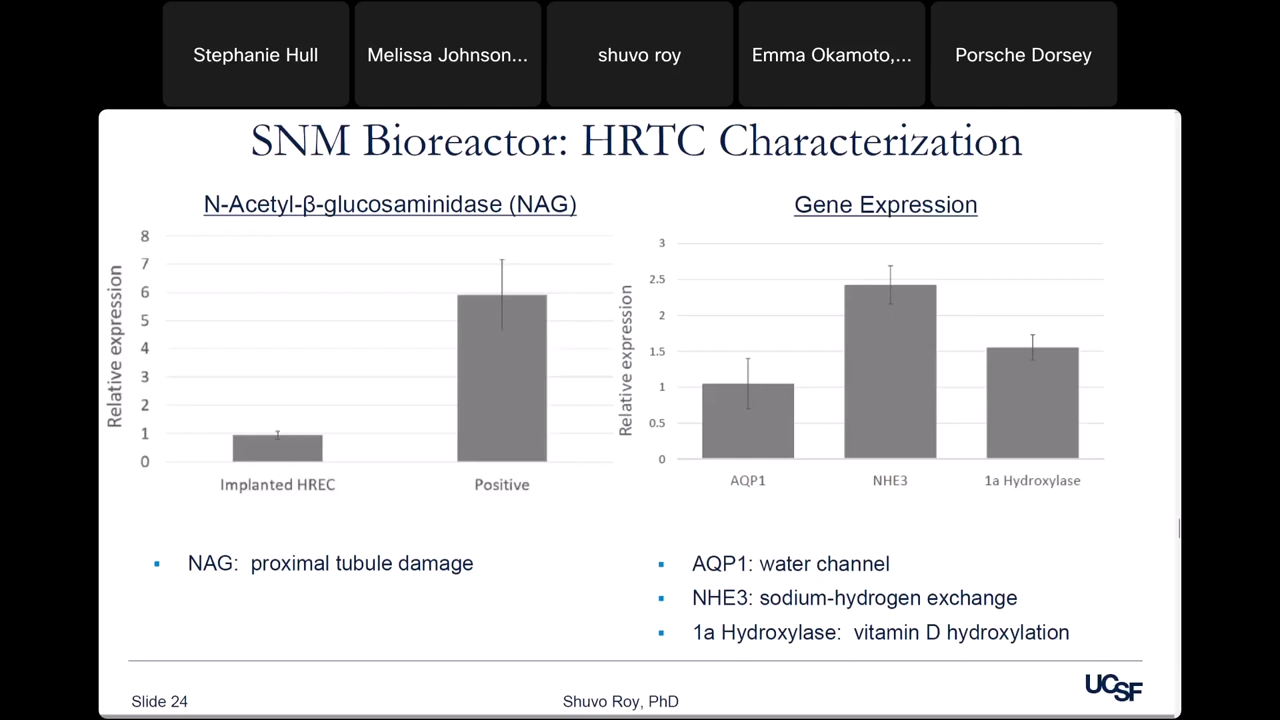 Stephanie Hull
Melissa Johnson...
shuvo roy
Emma Okamoto,...
Porsche Dorsey
SNM Bioreactor: HRTC Characterization
N-Acetyl-β-glucosaminidase (NAG)
Relative expression
8
7
6
5
4
3
2
1
0
Implanted HREC
Positive
NAG: proximal tubule damage
Gene Expression
Relative expression
3
2.5
2
1.5
1
0.5
0
AQP1
NHE3
1a Hydroxylase
AQP1: water channel
NHE3: sodium-hydrogen exchange
1a Hydroxylase: vitamin D hydroxylation
Slide 24
Shuvo Roy, PhD
UCSF